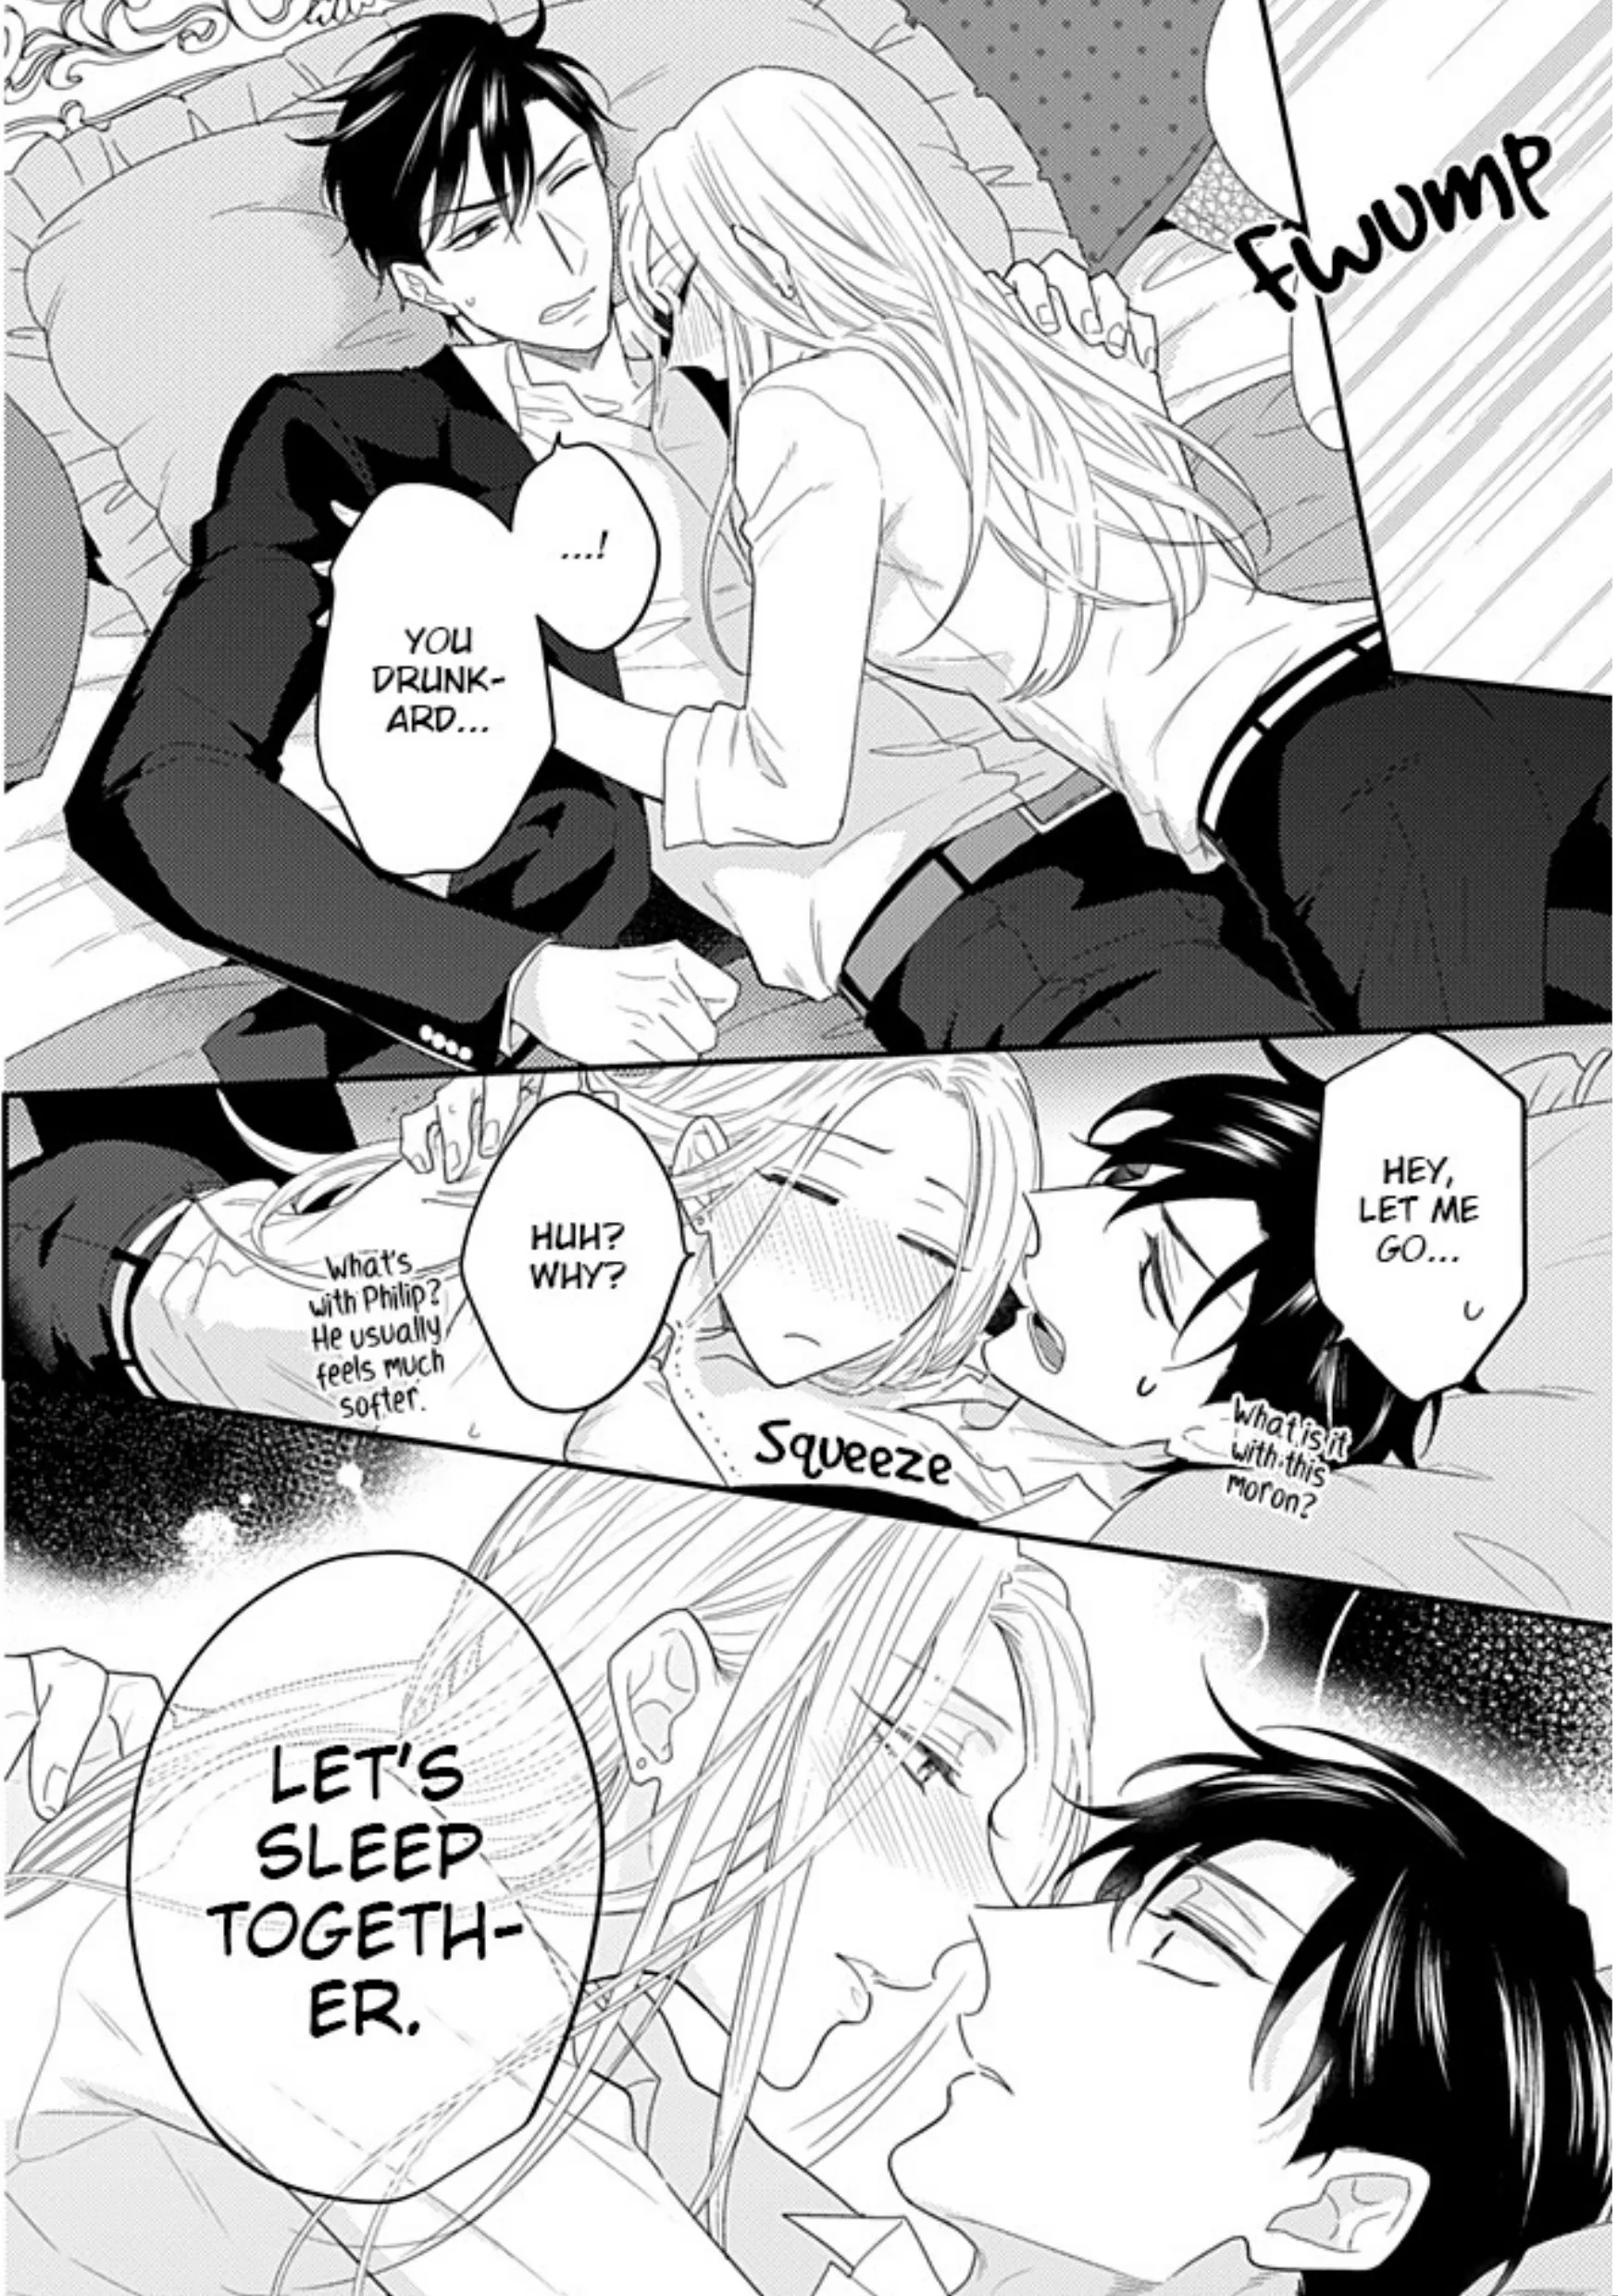 FWUMP
...!
YOU
DRUNK-
ARD...
HEY,
LET ME
GO...
What is it
with this
moron?
Squeeze
HUH?
WHY?
What's
with Philip?
He usually
feels much
softer.
LET'S
SLEEP
TOGETH-
ER.